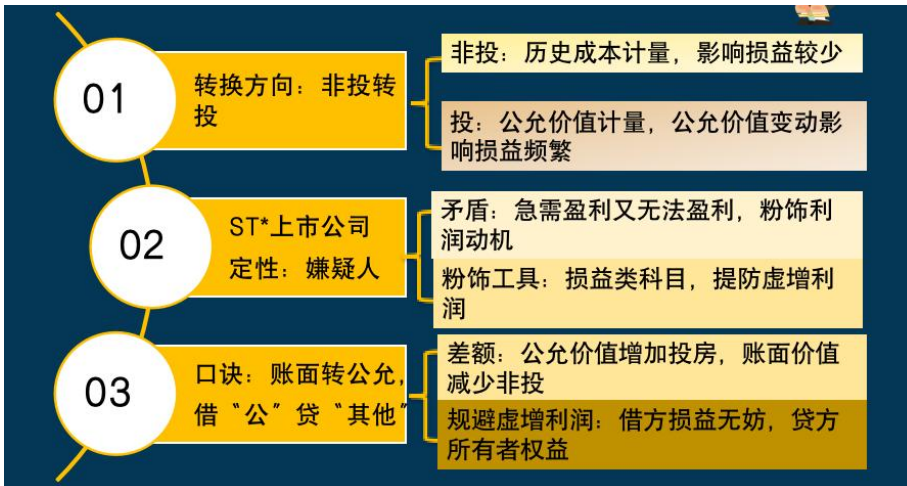 01
转换方向：非投转
投
非投：历史成本计量，影响损益较少
投：公允价值计量，公允价值变动影
响损益频繁
02
ST*上市公司
定性：嫌疑人
矛盾：急需盈利又无法盈利，粉饰利
润动机
粉饰工具：损益类科目，提防虚增利
润
03
口诀：账面转公允，
借“公”贷“其他”
差额：公允价值增加投房，账面价值
减少非投
规避虚增利润：借方损益无妨，贷方
所有者权益